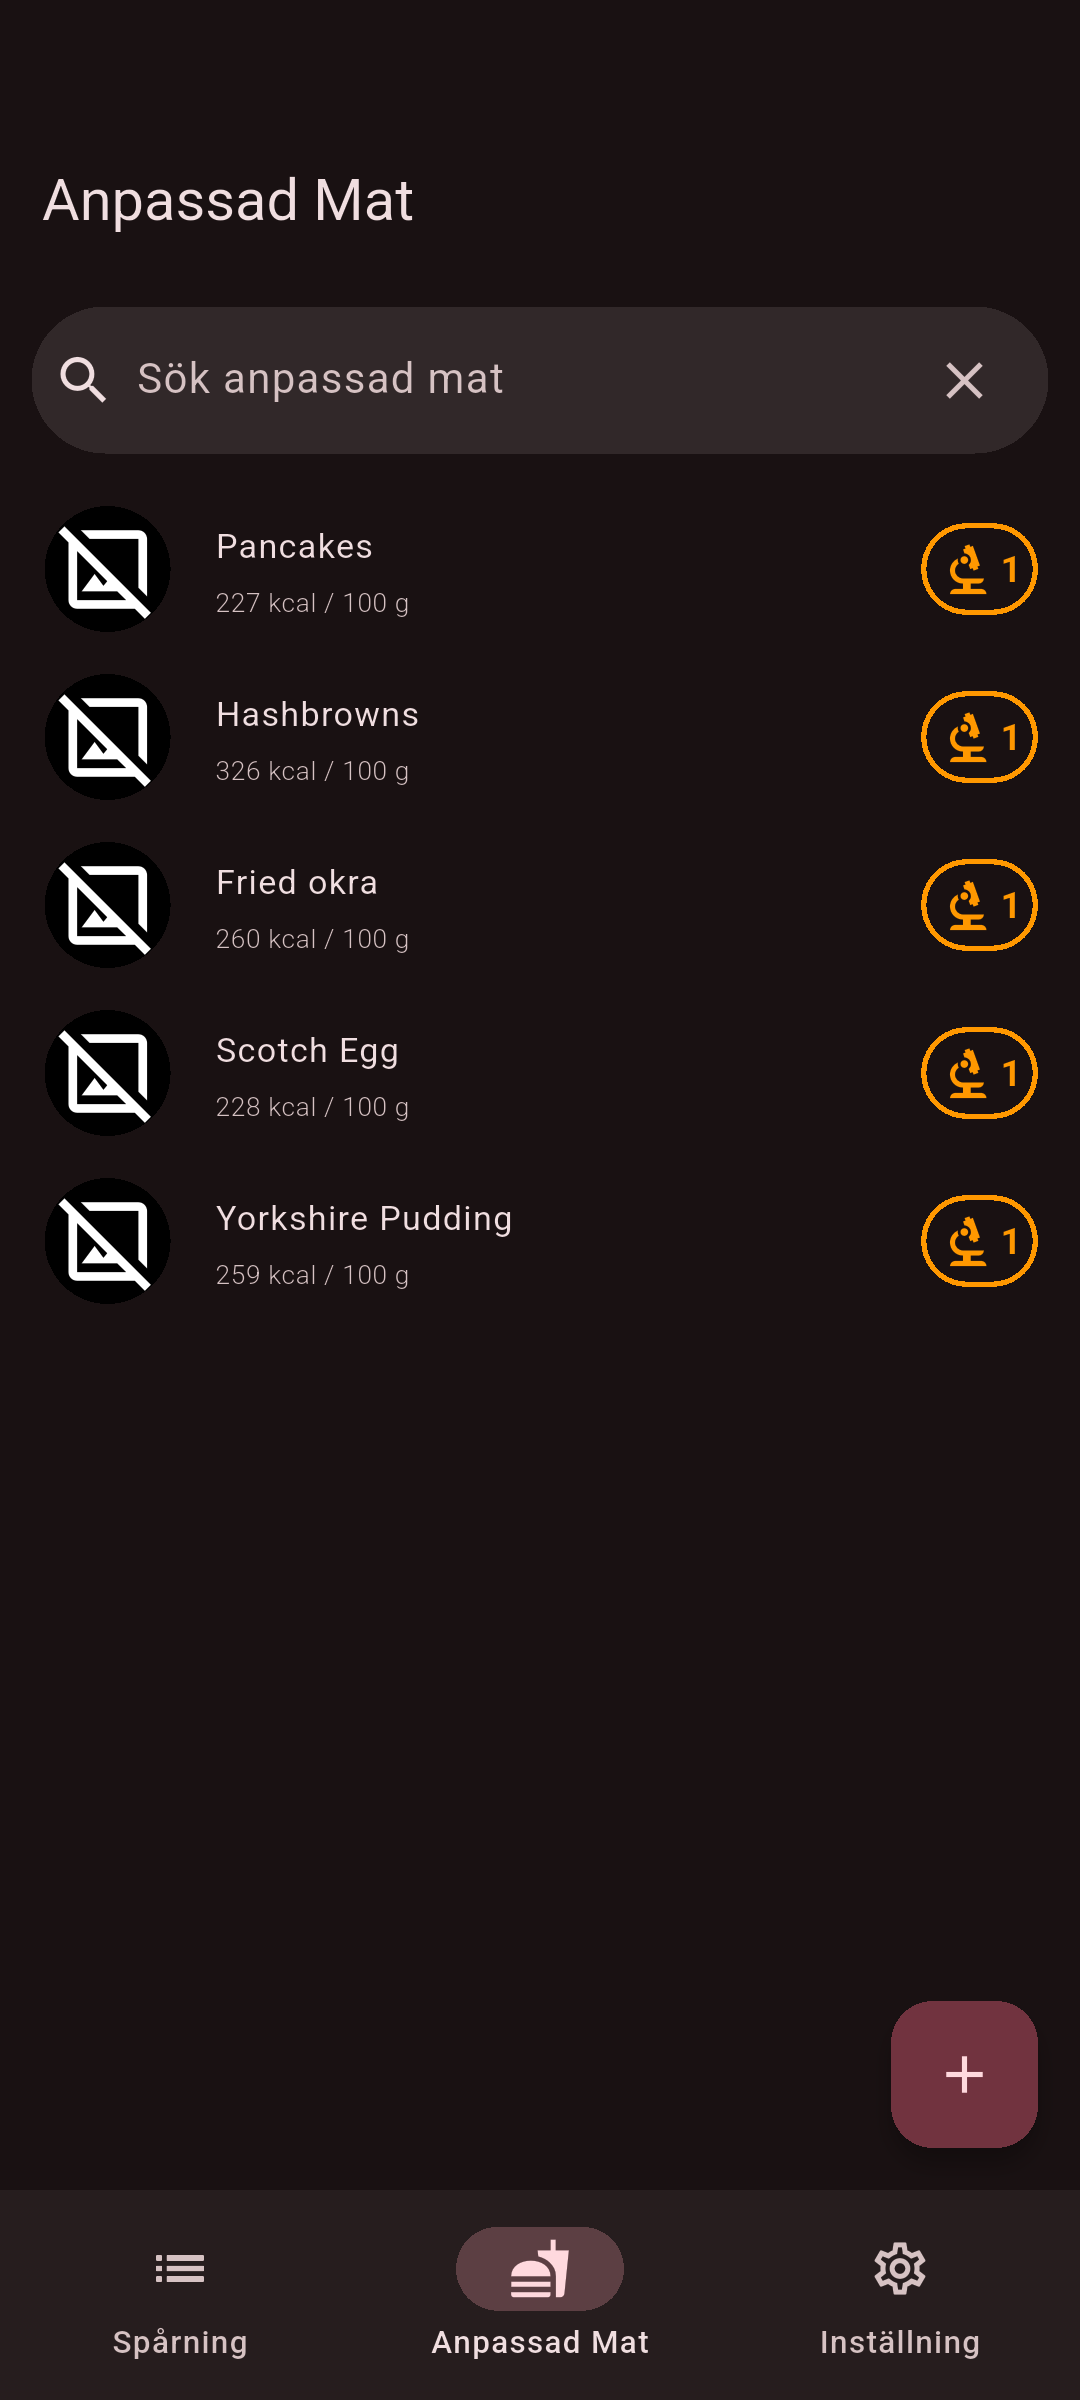 Anpassad Mat
Sök anpassad mat
Pancakes
227 kcal / 100 g
1
Hashbrowns
326 kcal / 100 g
1
Fried okra
260 kcal / 100 g
1
Scotch Egg
228 kcal / 100 g
1
Yorkshire Pudding
259 kcal / 100 g
1
Spårning
Anpassad Mat
Inställning